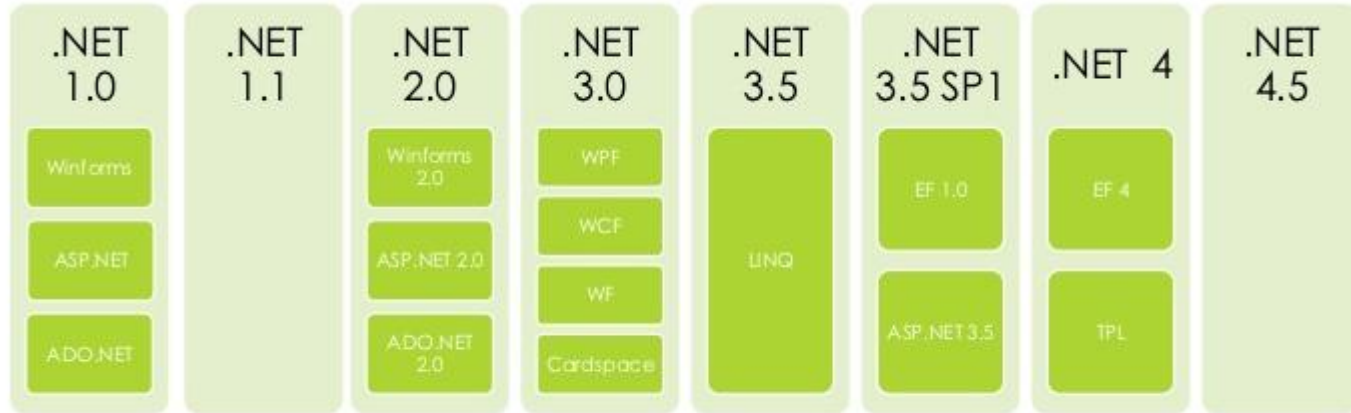 .NET
1.0
Winforms
ASP.NET
ADO.NET
.NET
1.1
.NET
2.0
Winforms
2.0
ASP.NET 2.0
ADO.NET
2.0
.NET
3.0
WPF
WCF
WF
Cardspace
.NET
3.5
LINQ
.NET
3.5 SP1
EF 1.0
ASP.NET 3.5
.NET 4
EF 4
TPL
.NET
4.5